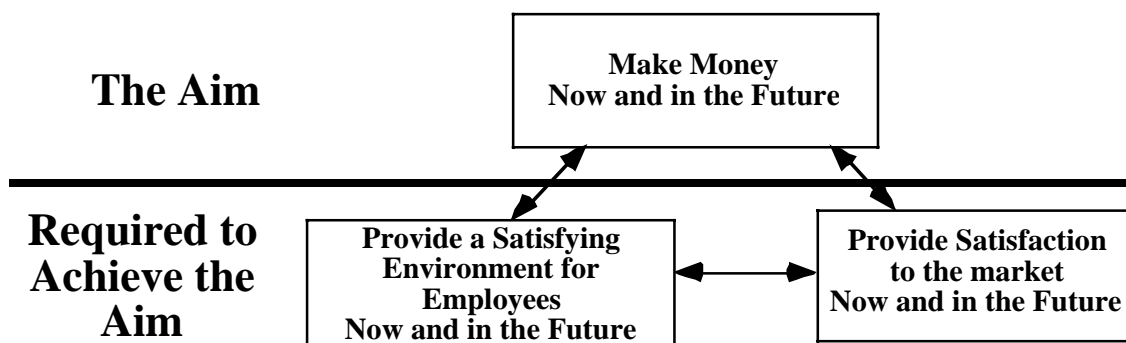 The Aim
Make Money
Now and in the Future
Required to
Achieve the
Aim
Provide a Satisfying
Environment for
Employees
Now and in the Future
Provide Satisfaction
to the market
Now and in the Future